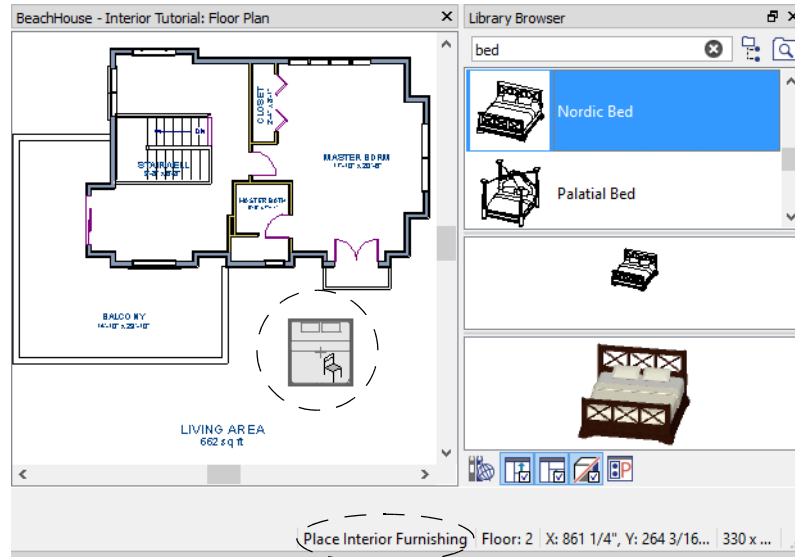 BeachHouse - Interior Tutorial: Floor Plan
Library Browser
bed
Nordic Bed
Palatial Bed
CLOSET
DN
STAIRWELL
MASTER BDRM
MASTER BATH
BALCONY
LIVING AREA
662 sq ft
P
Place Interior Furnishing
Floor: 2
X: 861 1/4", Y: 264 3/16...
330 x ...